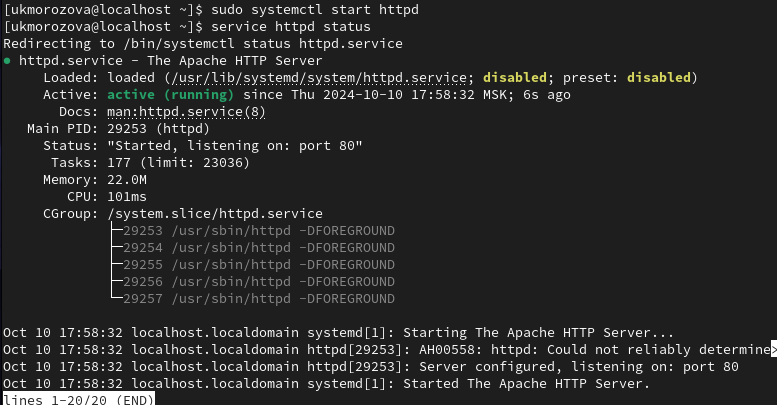 [ukmorozova@localhost ~]$ sudo systemctl start httpd
[ukmorozova@localhost ~]$ service httpd status
Redirecting to /bin/systemctl status httpd.service
● httpd.service - The Apache HTTP Server
     Loaded: loaded (/usr/lib/systemd/system/httpd.service; disabled; preset: disabled)
     Active: active (running) since Thu 2024-10-10 17:58:32 MSK; 6s ago
       Docs: man:httpd.service(8)
   Main PID: 29253 (httpd)
     Status: "Started, listening on: port 80"
      Tasks: 177 (limit: 23036)
     Memory: 22.0M
        CPU: 101ms
     CGroup: /system.slice/httpd.service
             ├─29253 /usr/sbin/httpd -DFOREGROUND
             ├─29254 /usr/sbin/httpd -DFOREGROUND
             ├─29255 /usr/sbin/httpd -DFOREGROUND
             ├─29256 /usr/sbin/httpd -DFOREGROUND
             └─29257 /usr/sbin/httpd -DFOREGROUND
Oct 10 17:58:32 localhost.localdomain systemd[1]: Starting The Apache HTTP Server...
Oct 10 17:58:32 localhost.localdomain httpd[29253]: AH00558: httpd: Could not reliably determine>
Oct 10 17:58:32 localhost.localdomain httpd[29253]: Server configured, listening on: port 80
Oct 10 17:58:32 localhost.localdomain systemd[1]: Started The Apache HTTP Server.
lines 1-20/20 (END)